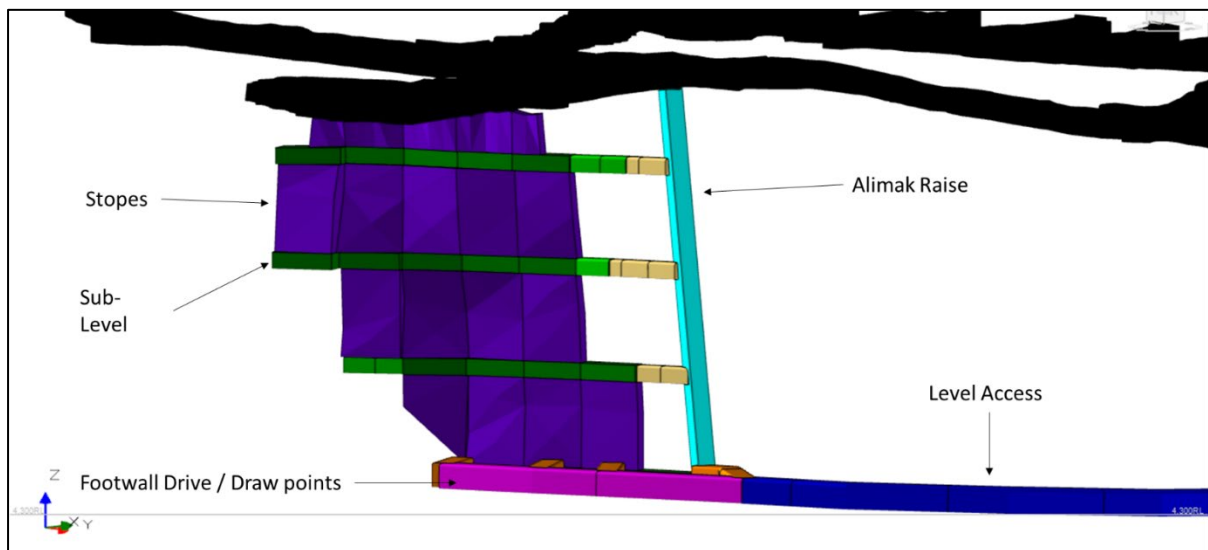 Stopes
Alimak Raise
Sub-
Level
Level Access
Footwall Drive / Draw points
Z
X
Y
4.300RL
4.300RL